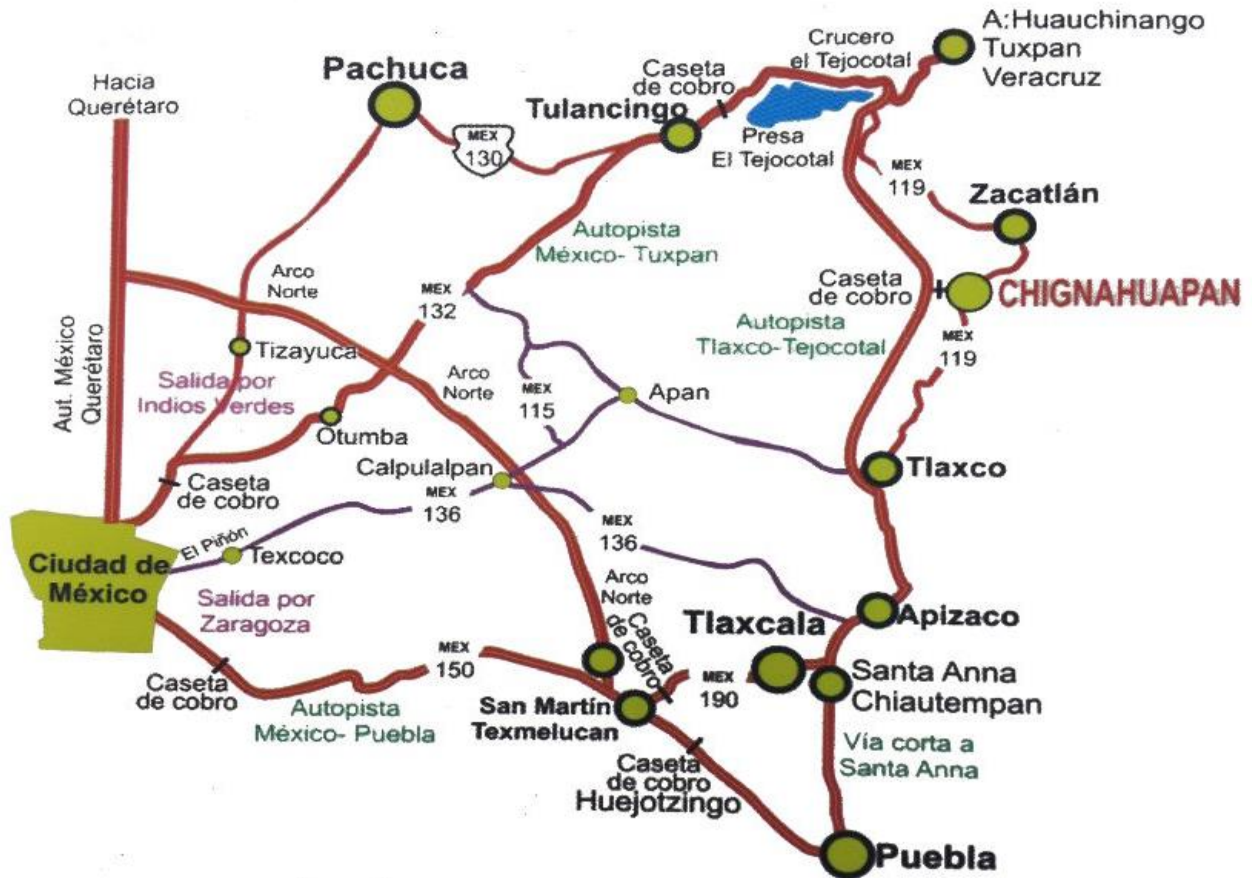 A:Huauchinango
Tuxpan
Veracruz
Crucero
el Tejocotal
Pachuca
Caseta
de cobro
Hacia
Querétaro
Tulancingo
Presa
El Tejocotal
MEX
130
MEX
119
Zacatlán
Autopista
México- Tuxpan
Arco
Norte
Caseta
de cobro
CHIGNAHUAPAN
MEX
132
Autopista
Tlaxco-Tejocotal
MEX
119
Aut. México
Querétaro
Tizayuca
Salida por
Indios Verdes
Arco
Norte
MEX
115
Apan
Otumba
Calpulalpan
Tlaxco
Caseta
de cobro
MEX
136
MEX
136
El Piñón
Texcoco
Ciudad de
México
Arco
Norte
Salida por
Zaragoza
Caseta
de cobro
Tlaxcala
Apizaco
MEX
150
MEX
190
Santa Anna
Chiautempan
Caseta
de cobro
Autopista
México- Puebla
San Martín
Texmelucan
Vía corta a
Santa Anna
Caseta
de cobro
Huejotzingo
Puebla